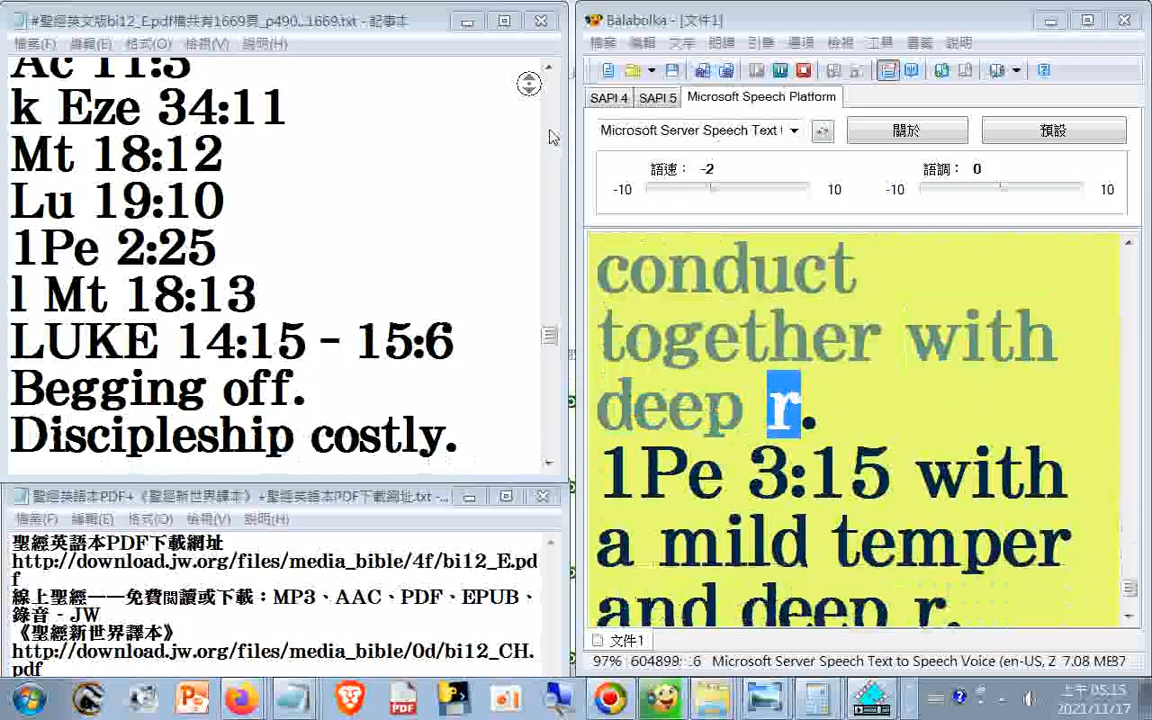 #聖經英文版bi12_E.pdf檔共有1669頁_p490...1669.txt - 記事本
檔案(F) 編輯(E) 格式(O) 檢視(V) 說明(H)
Ac 11:3
k Eze 34:11
Mt 18:12
Lu 19:10
1Pe 2:25
l Mt 18:13
LUKE 14:15 - 15:6
Begging off.
Discipleship costly.
聖經英語本PDF+《聖經新世界譯本》+聖經英語本PDF下載網址.txt - ...
檔案(F) 編輯(E) 格式(O) 檢視(V) 說明(H)
聖經英語本PDF下載網址
http://download.jw.org/files/media_bible/4f/bi12_E.pd
f
線上聖經——免費閱讀或下載：MP3、AAC、PDF、EPUB、
錄音 - JW
《聖經新世界譯本》
http://download.jw.org/files/media_bible/0d/bi12_CH.
pdf
Balabolka - [文件1]
檔案 編輯 文字 朗讀 引擎 選項 檢視 工具 書籤 說明
SAPI 4 SAPI 5 Microsoft Speech Platform
Microsoft Server Speech Text
關於 預設
語速： -2 語調： 0
-10 10 -10 10
conduct
together with
deep r.
1Pe 3:15 with
a mild temper
and deep r.
文件1
97% Microsoft Server Speech Text to Speech Voice (en-US, Z 7.08 MB
上午 05:15
2021/11/17